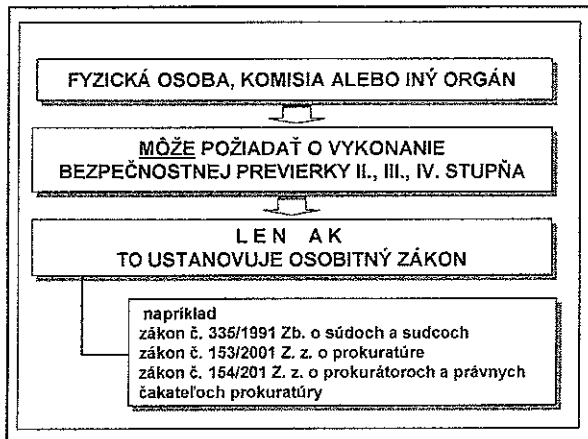 FYZICKÁ OSOBA, KOMISIA ALEBO INÝ ORGÁN
MÔŽE POŽIADAŤ O VYKONANIE
BEZPEČNOSTNEJ PREVIERKY II., III., IV. STUPŇA
LEN AK
TO USTANOVUJE OSOBITNÝ ZÁKON
napríklad
zákon č. 335/1991 Zb. o súdoch a sudcoch
zákon č. 153/2001 Z. z. o prokuratúre
zákon č. 154/201 Z. z. o prokurátoroch a právnych
čakateľoch prokuratúry